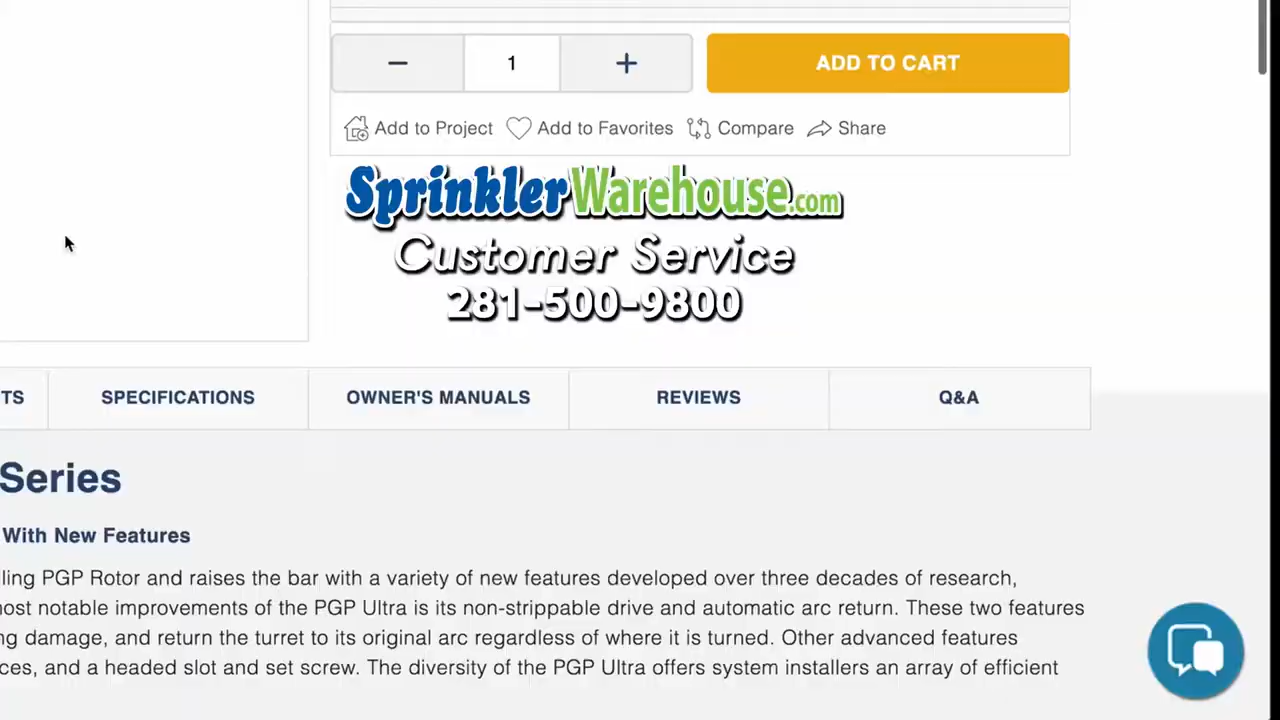 1
ADD TO CART
Add to Project Add to Favorites Compare Share
SprinklerWarehouse.com
Customer Service
281-500-9800
TS SPECIFICATIONS OWNER'S MANUALS REVIEWS Q&A
Series
With New Features
ling PGP Rotor and raises the bar with a variety of new features developed over three decades of research,
ost notable improvements of the PGP Ultra is its non-strippable drive and automatic arc return. These two features
ng damage, and return the turret to its original arc regardless of where it is turned. Other advanced features
ces, and a headed slot and set screw. The diversity of the PGP Ultra offers system installers an array of efficient